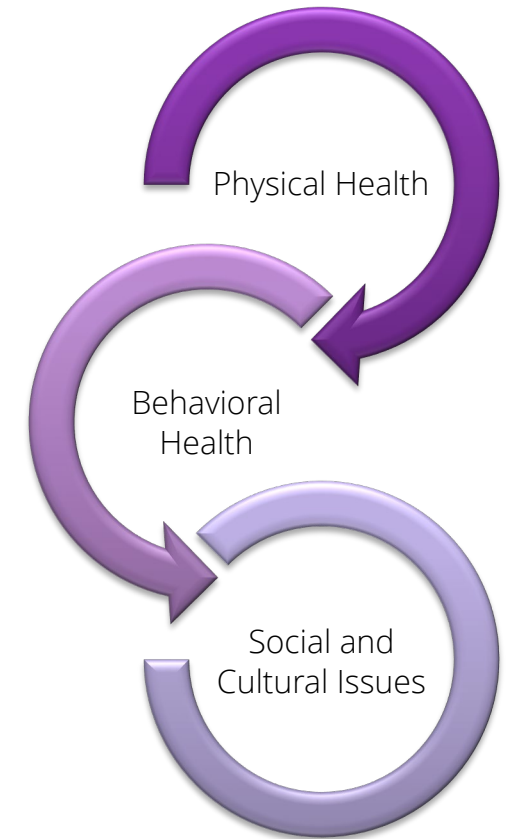 Physical Health
Behavioral
Health
Social and
Cultural Issues